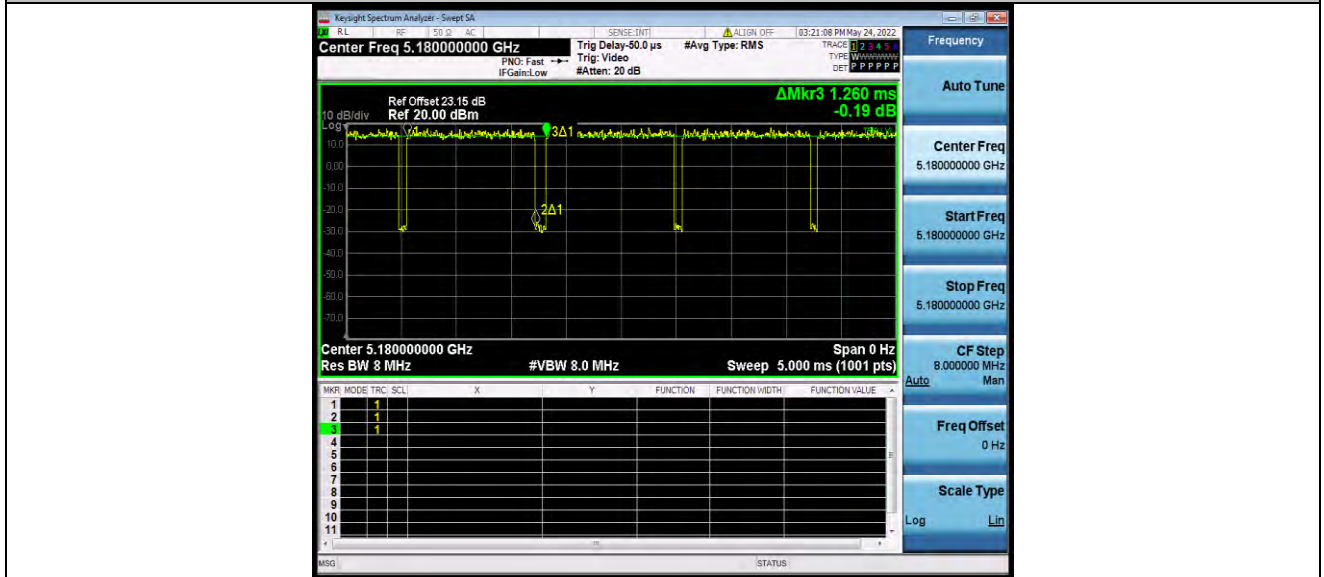 Keysight Spectrum Analyzer - Swept SA
RL RF 50 Ω AC SENSE:INT ALIGN OFF 03:21:08 PM May 24, 2022
Center Freq 5.180000000 GHz Trig Delay-50.0 µs #Avg Type: RMS TRACE 1 2 3 4 5 6
PNO: Fast Trig: Video TYPE WWWWWW
IFGain:Low #Atten: 20 dB DET P P P P P P
Frequency
Auto Tune
ΔMkr3 1.260 ms
-0.19 dB
Ref Offset 23.15 dB
10 dB/div Ref 20.00 dBm
Log
3Δ1
10.0
0.00
-10.0
-20.0
2Δ1
-30.0
-40.0
-50.0
-60.0
-70.0
Center 5.180000000 GHz Span 0 Hz
Res BW 8 MHz #VBW 8.0 MHz Sweep 5.000 ms (1001 pts)
MKR MODE TRC SCL X Y FUNCTION FUNCTION WIDTH FUNCTION VALUE
1 1
2 1
3 1
4
5
6
7
8
9
10
11
Center Freq
5.180000000 GHz
Start Freq
5.180000000 GHz
Stop Freq
5.180000000 GHz
CF Step
8.000000 MHz
Auto Man
Freq Offset
0 Hz
Scale Type
Log Lin
MSG STATUS